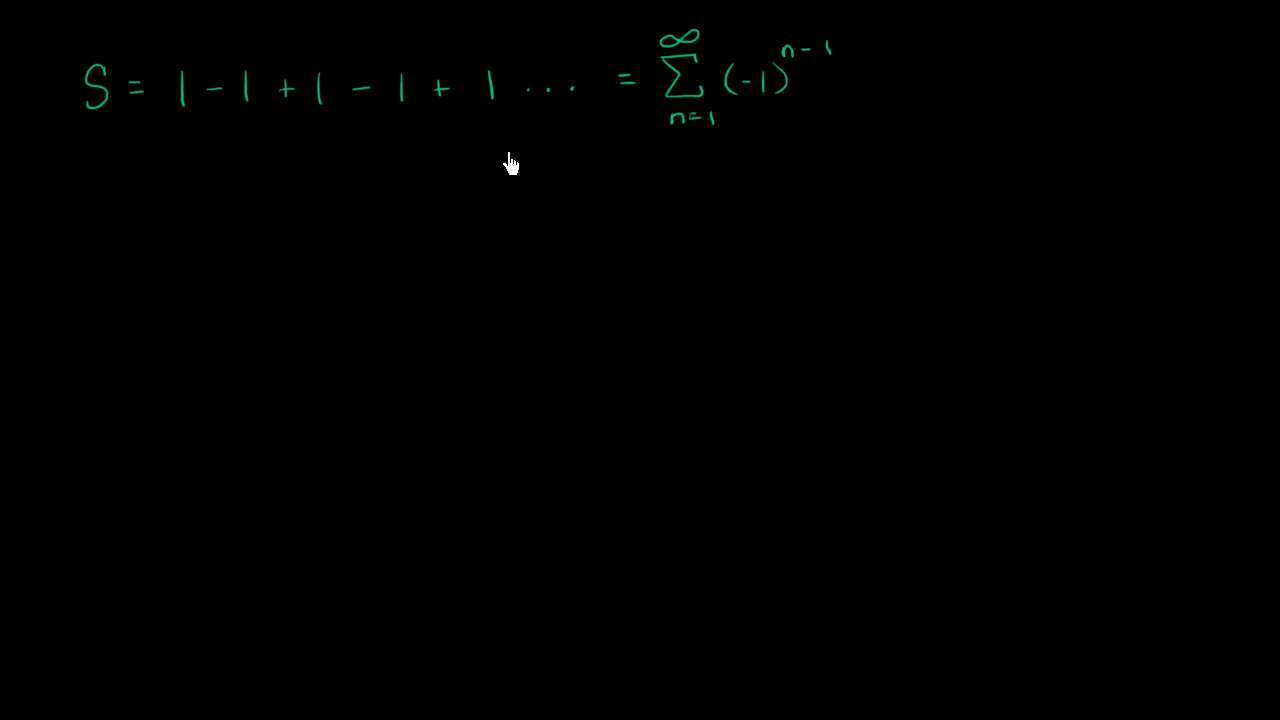 S = 1 - 1 + 1 - 1 + 1 ... = ∞∑n=1 (-1)^{n-1}